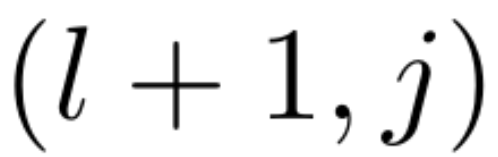 (l + 1, j)